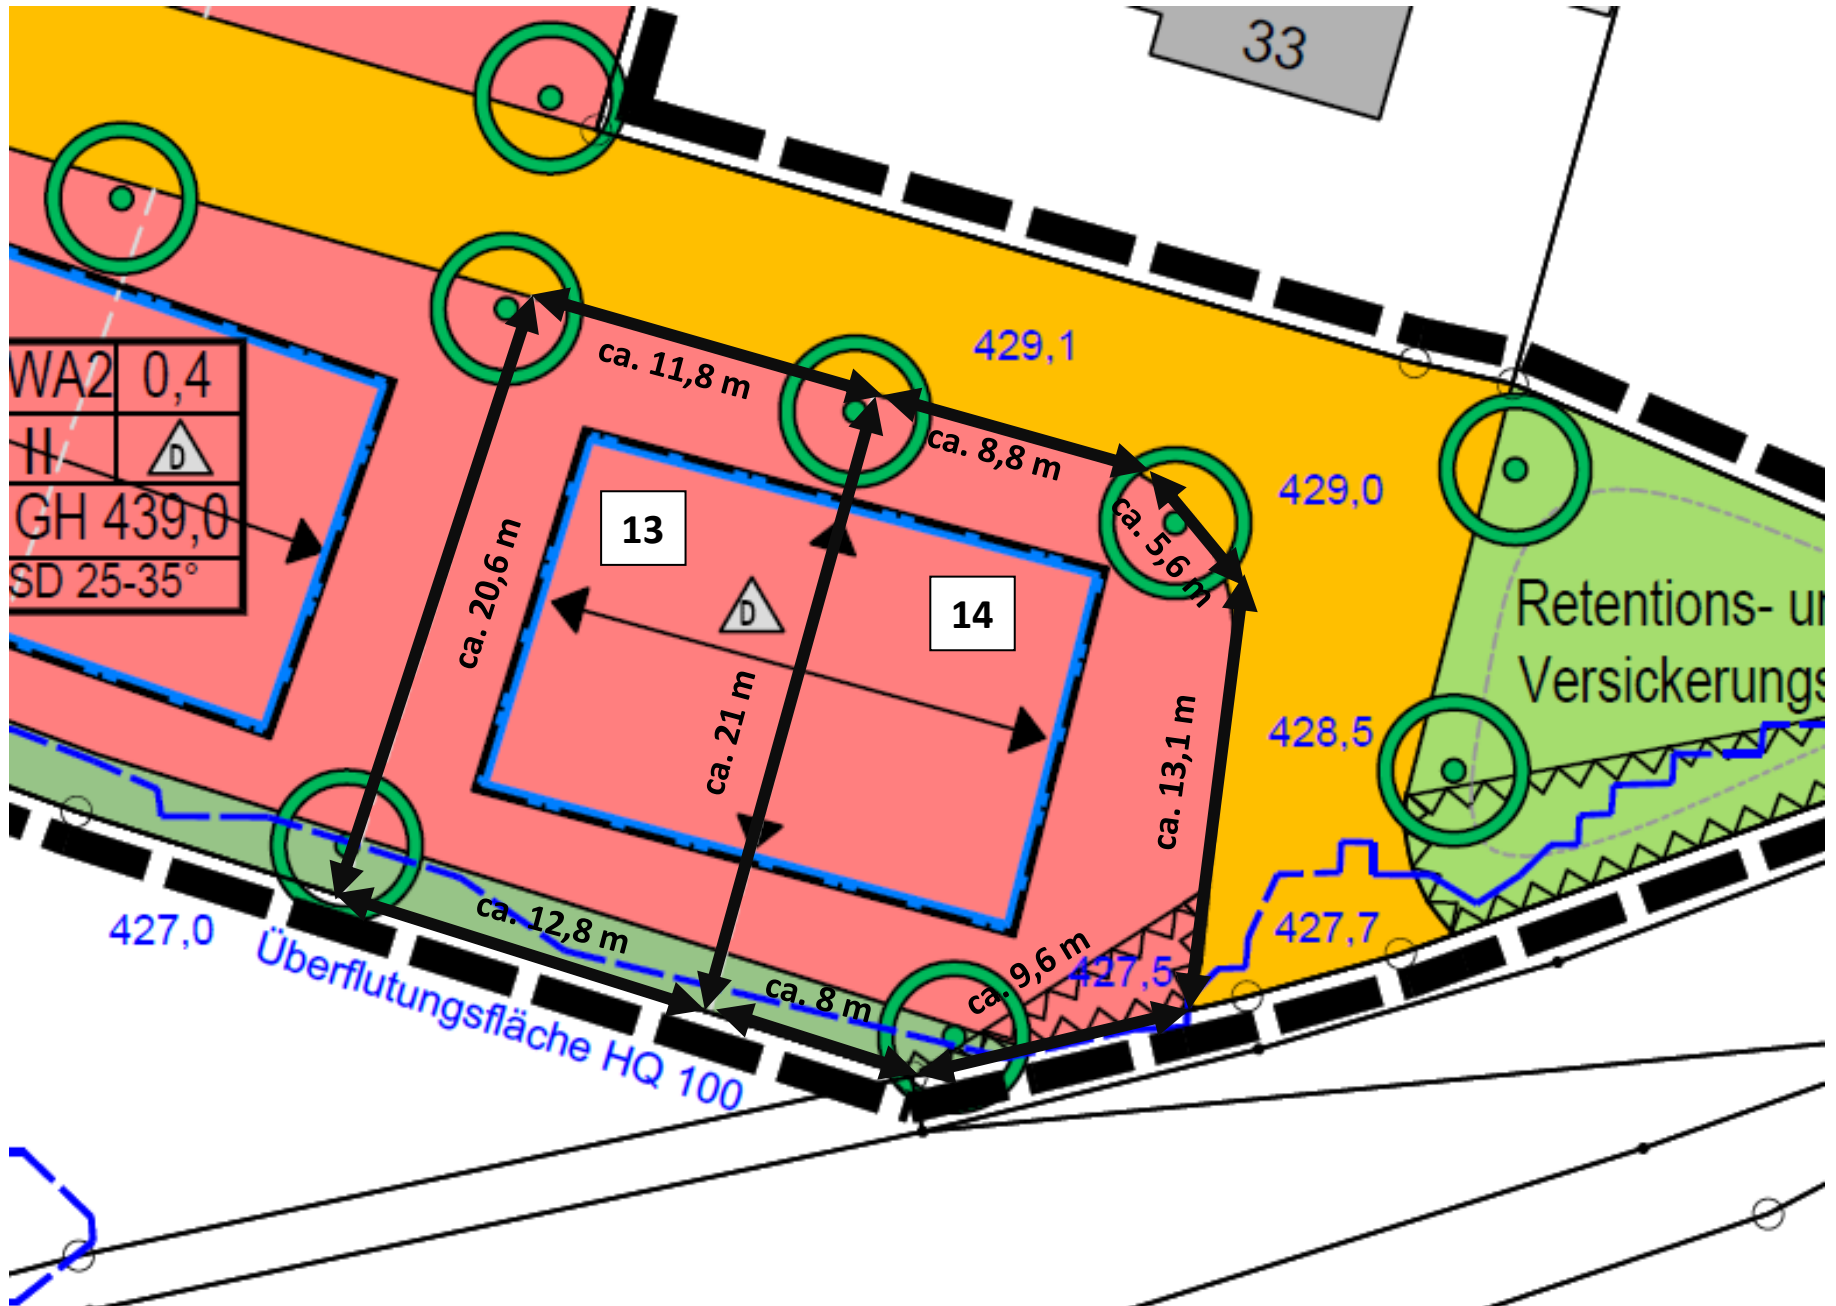 33
429,1
ca. 11,8 m
WA2 0,4
II D
ca. 8,8 m
429,0
GH 439,0
13
ca. 5,6 m
SD 25-35°
ca. 20,6 m
D
14
Retentions- u
Versickerungs
ca. 21 m
ca. 13,1 m
428,5
427,0
ca. 12,8 m
427,7
Überflutungsfläche HQ 100
ca. 9,6 m
427,5
ca. 8 m